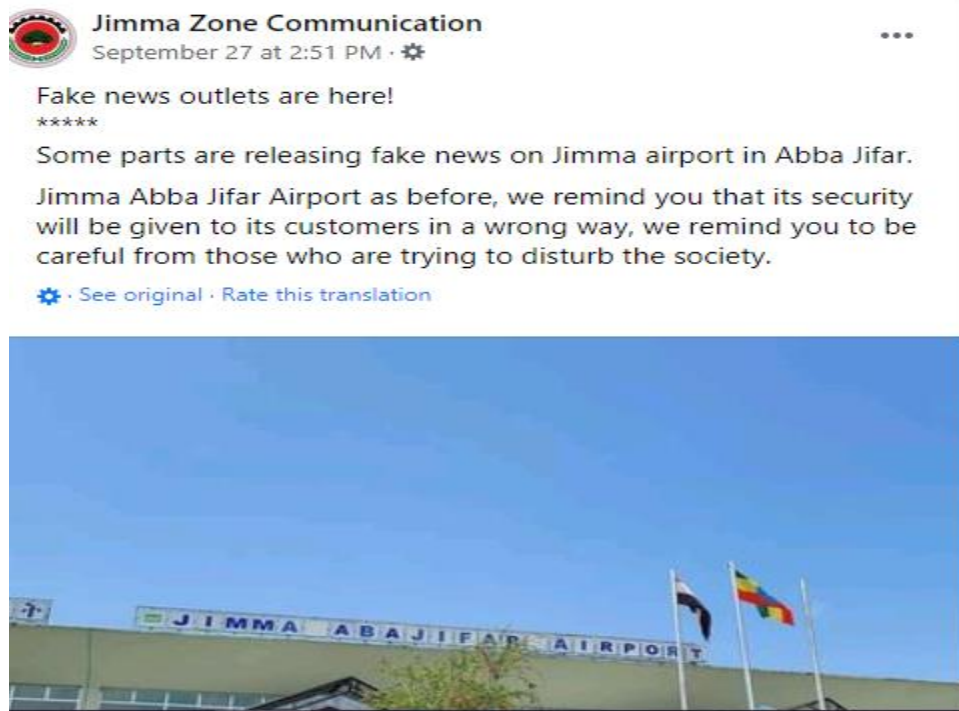 Jimma Zone Communication
September 27 at 2:51 PM ·
Fake news outlets are here!
*****
Some parts are releasing fake news on Jimma airport in Abba Jifar.
Jimma Abba Jifar Airport as before, we remind you that its security
will be given to its customers in a wrong way, we remind you to be
careful from those who are trying to disturb the society.
· See original · Rate this translation
JIMMA ABAJIFAR AIRPORT